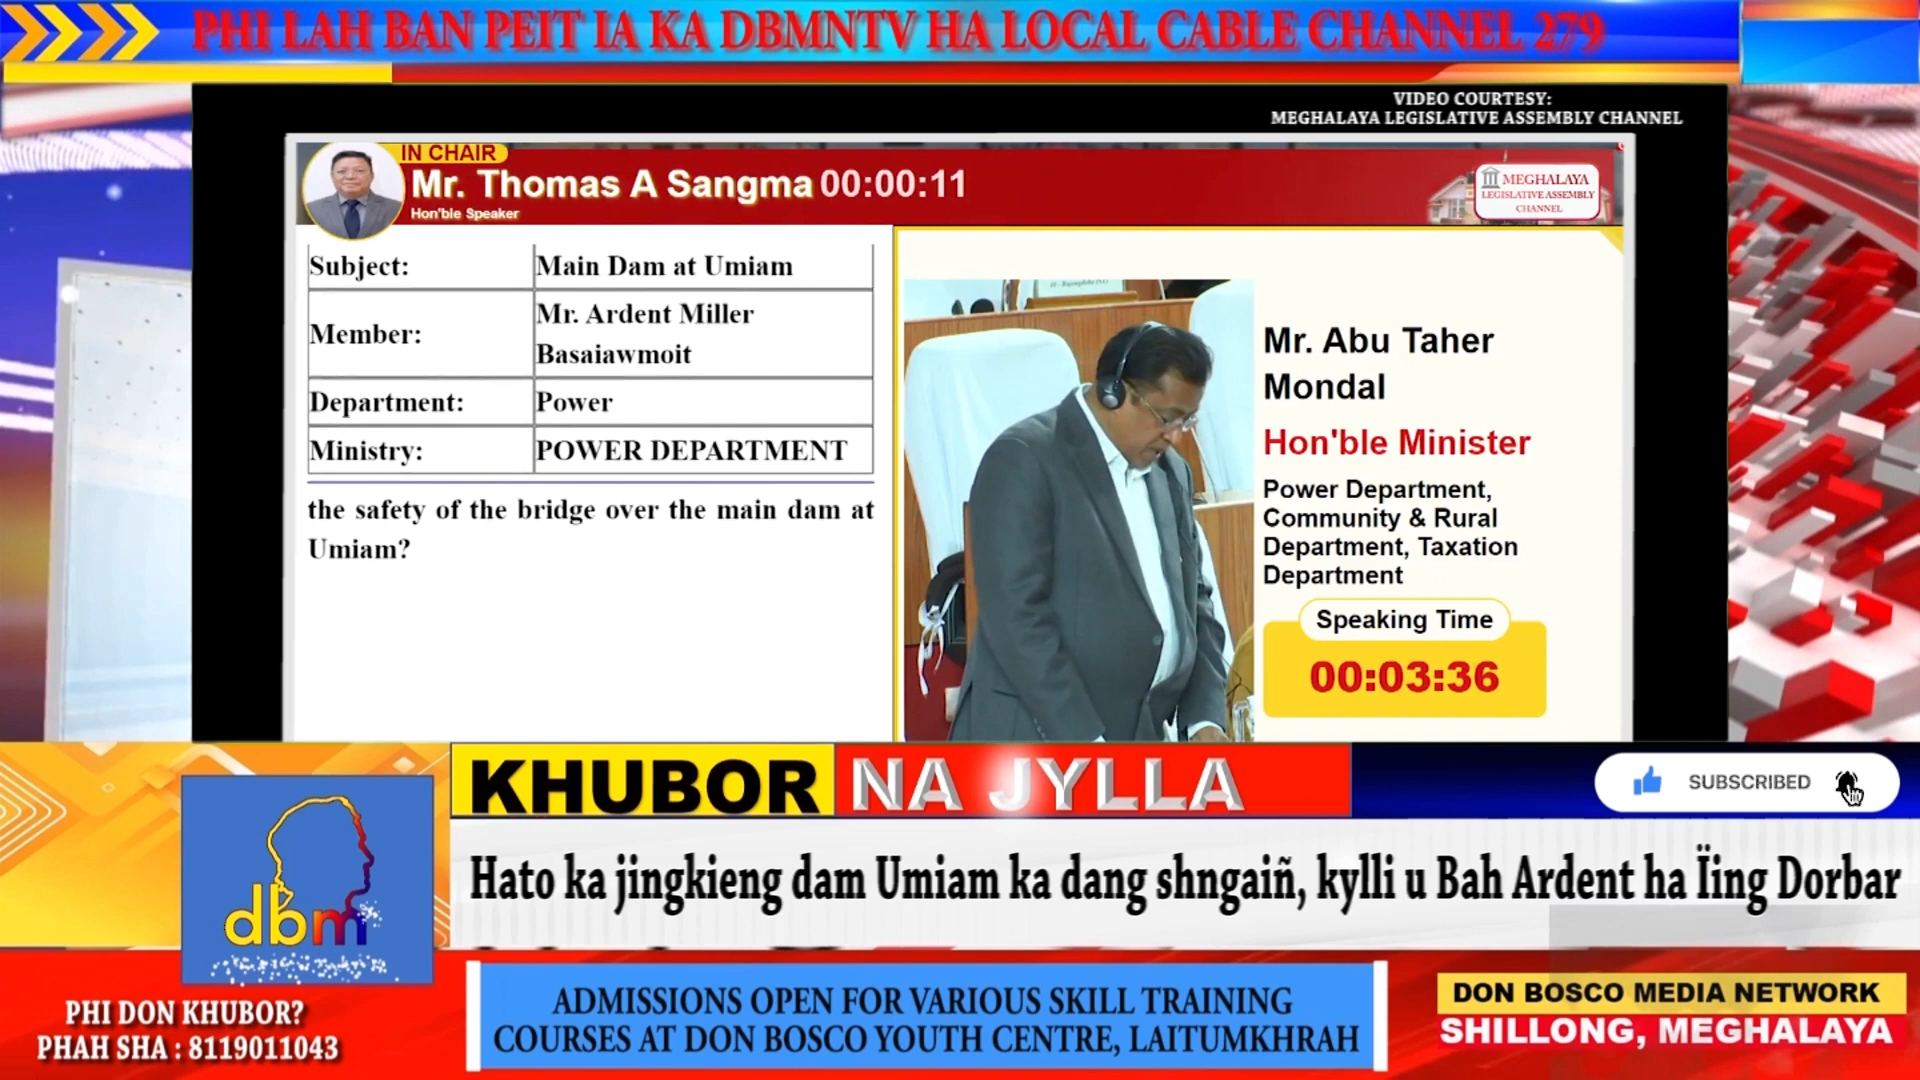 PHI LAH BAN PEIT IA KA DBMNTV HA LOCAL CABLE CHANNEL 279
VIDEO COURTESY:
MEGHALAYA LEGISLATIVE ASSEMBLY CHANNEL
IN CHAIR
Mr. Thomas A Sangma 00:00:11
Hon'ble Speaker
MEGHALAYA
LEGISLATIVE ASSEMBLY
CHANNEL
Subject: Main Dam at Umiam
Member: Mr. Ardent Miller
Basaiawmoit
Department: Power
Ministry: POWER DEPARTMENT
the safety of the bridge over the main dam at
Umiam?
Mr. Abu Taher
Mondal
Hon'ble Minister
Power Department,
Community & Rural
Department, Taxation
Department
Speaking Time
00:03:36
KHUBOR NA JYLLA
SUBSCRIBED
Hato ka jingkieng dam Umiam ka dang shngaiñ, kylli u Bah Ardent ha Ïing Dorbar
dbm
PHI DON KHUBOR?
PHAH SHA : 8119011043
ADMISSIONS OPEN FOR VARIOUS SKILL TRAINING
COURSES AT DON BOSCO YOUTH CENTRE, LAITUMKHRAH
DON BOSCO MEDIA NETWORK
SHILLONG, MEGHALAYA